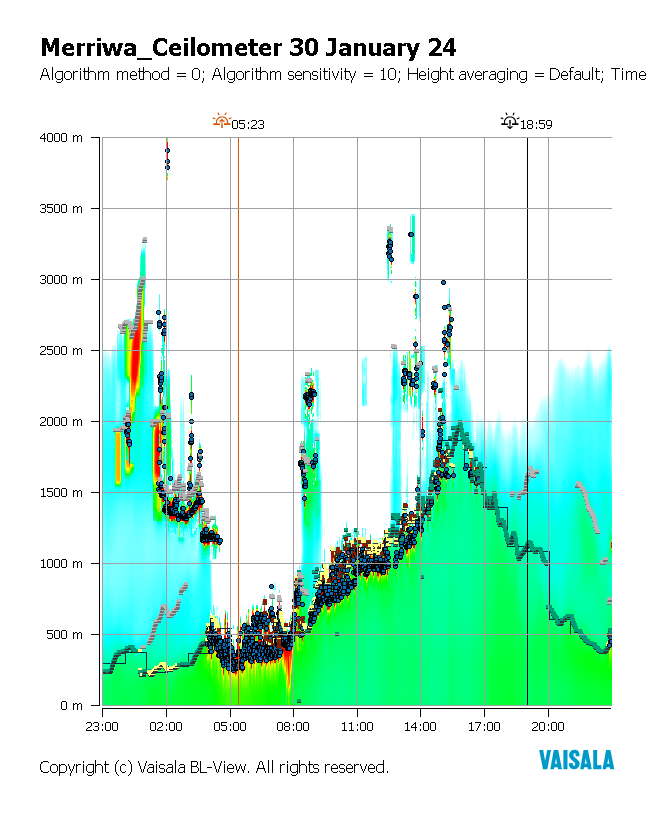 Merriwa_Ceilometer 30 January 24
Algorithm method = 0; Algorithm sensitivity = 10; Height averaging = Default; Time
05:23
18:59
4000 m
3500 m
3000 m
2500 m
2000 m
1500 m
1000 m
500 m
0 m
23:00 02:00 05:00 08:00 11:00 14:00 17:00 20:00
Copyright (c) Vaisala BL-View. All rights reserved.
VAISALA